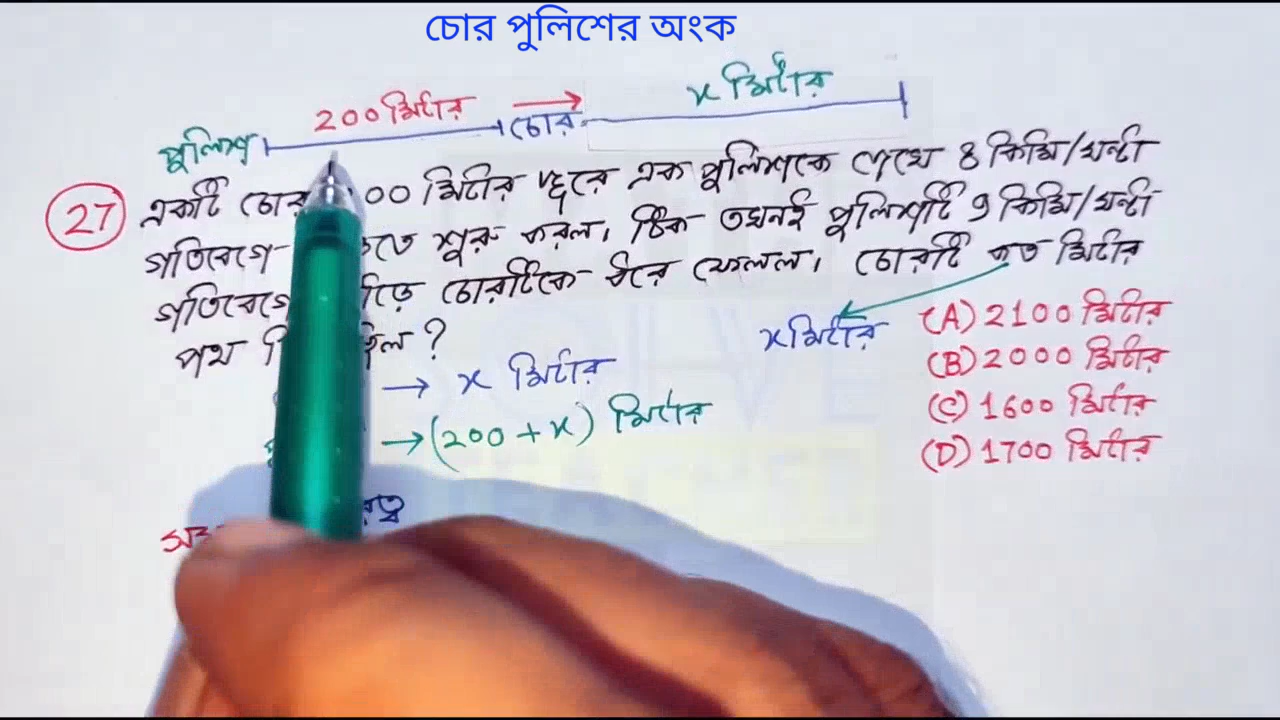 চোর পুলিশের অংক
200 মিটার → চোর x মিটার
পুলিশ
27 একটি চোর 00 মিটার দূরে এক পুলিশকে দেখে 8 কিমি/ঘন্টা
গতিবেগে তে শুরু করল। ঠিক তখনই পুলিশটি 9 কিমি/ঘন্টা
গতিবেগে ড়ে চোরটিকে ধরে ফেলল। চোরটি কত মিটার
পথ ল ?
x মিটার
→ x মিটার
→ (200 + x) মিটার
(A) 2100 মিটার
(B) 2000 মিটার
(C) 1600 মিটার
(D) 1700 মিটার